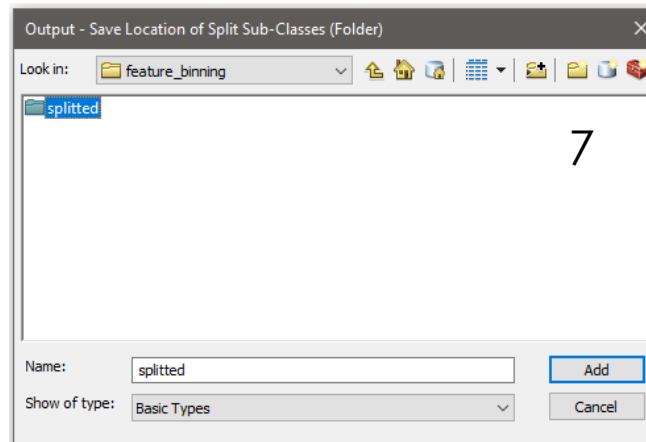 Output - Save Location of Split Sub-Classes (Folder)
Look in: feature_binning
splitted
7
Name: splitted Add
Show of type: Basic Types Cancel